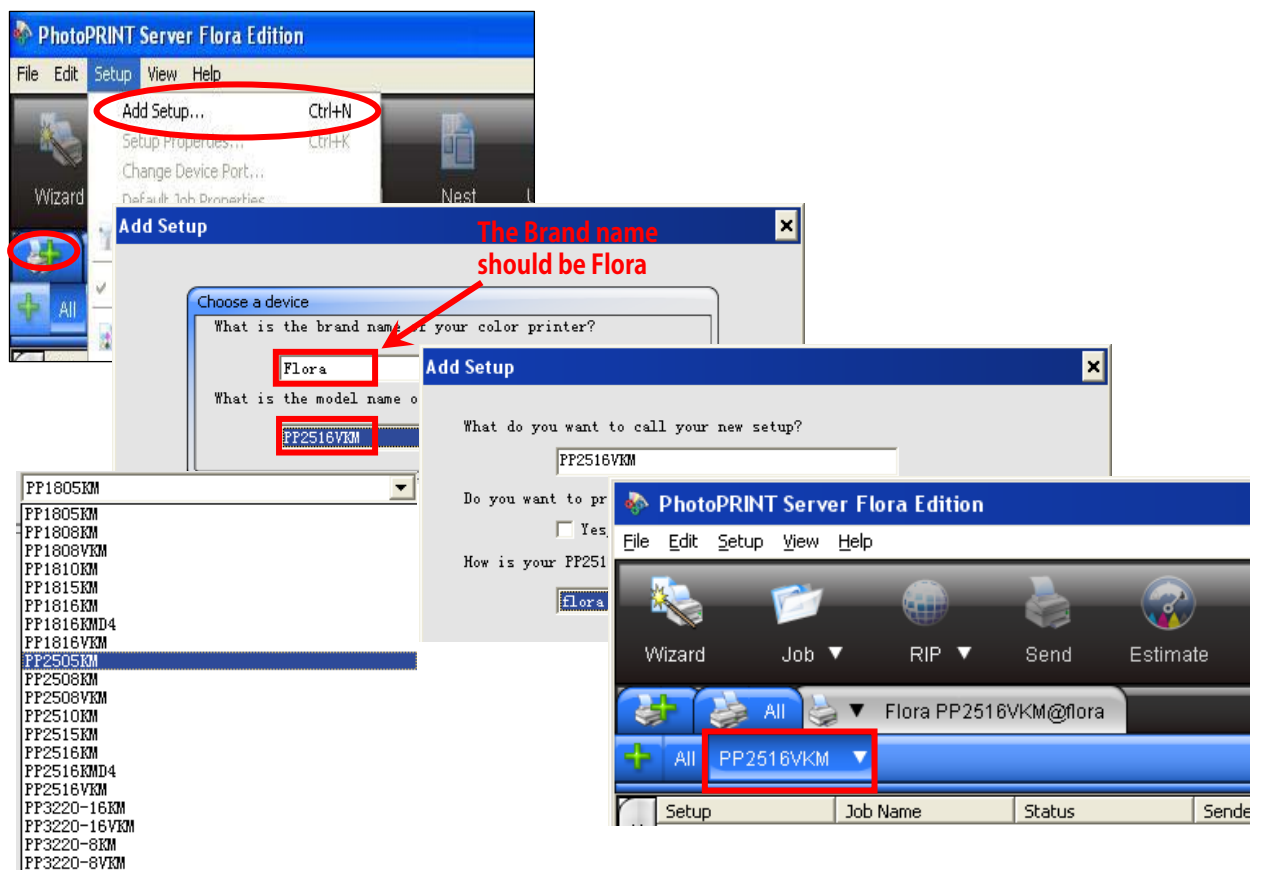 PhotoPRINT Server Flora Edition
File Edit Setup View Help
Add Setup... Ctrl+N
Setup Properties... Ctrl+K
Change Device Port...
Default Job Properties
Wizard
Nest
All
Add Setup
The Brand name
should be Flora
Choose a device
What is the brand name of your color printer?
Flora
What is the model name o
PP2516VKM
Add Setup
What do you want to call your new setup?
PP2516VKM
Do you want to pr
Yes,
How is your PP251
flora
PP1805KM
PP1805KM
PP1808KM
PP1808VKM
PP1810KM
PP1815KM
PP1816KM
PP1816KMD4
PP1816VKM
PP2505KM
PP2508KM
PP2508VKM
PP2510KM
PP2515KM
PP2516KM
PP2516KMD4
PP2516VKM
PP3220-16KM
PP3220-16VKM
PP3220-8KM
PP3220-8VKM
PhotoPRINT Server Flora Edition
File Edit Setup View Help
Wizard Job RIP Send Estimate
All Flora PP2516VKM@flora
All PP2516VKM
Setup Job Name Status Sende